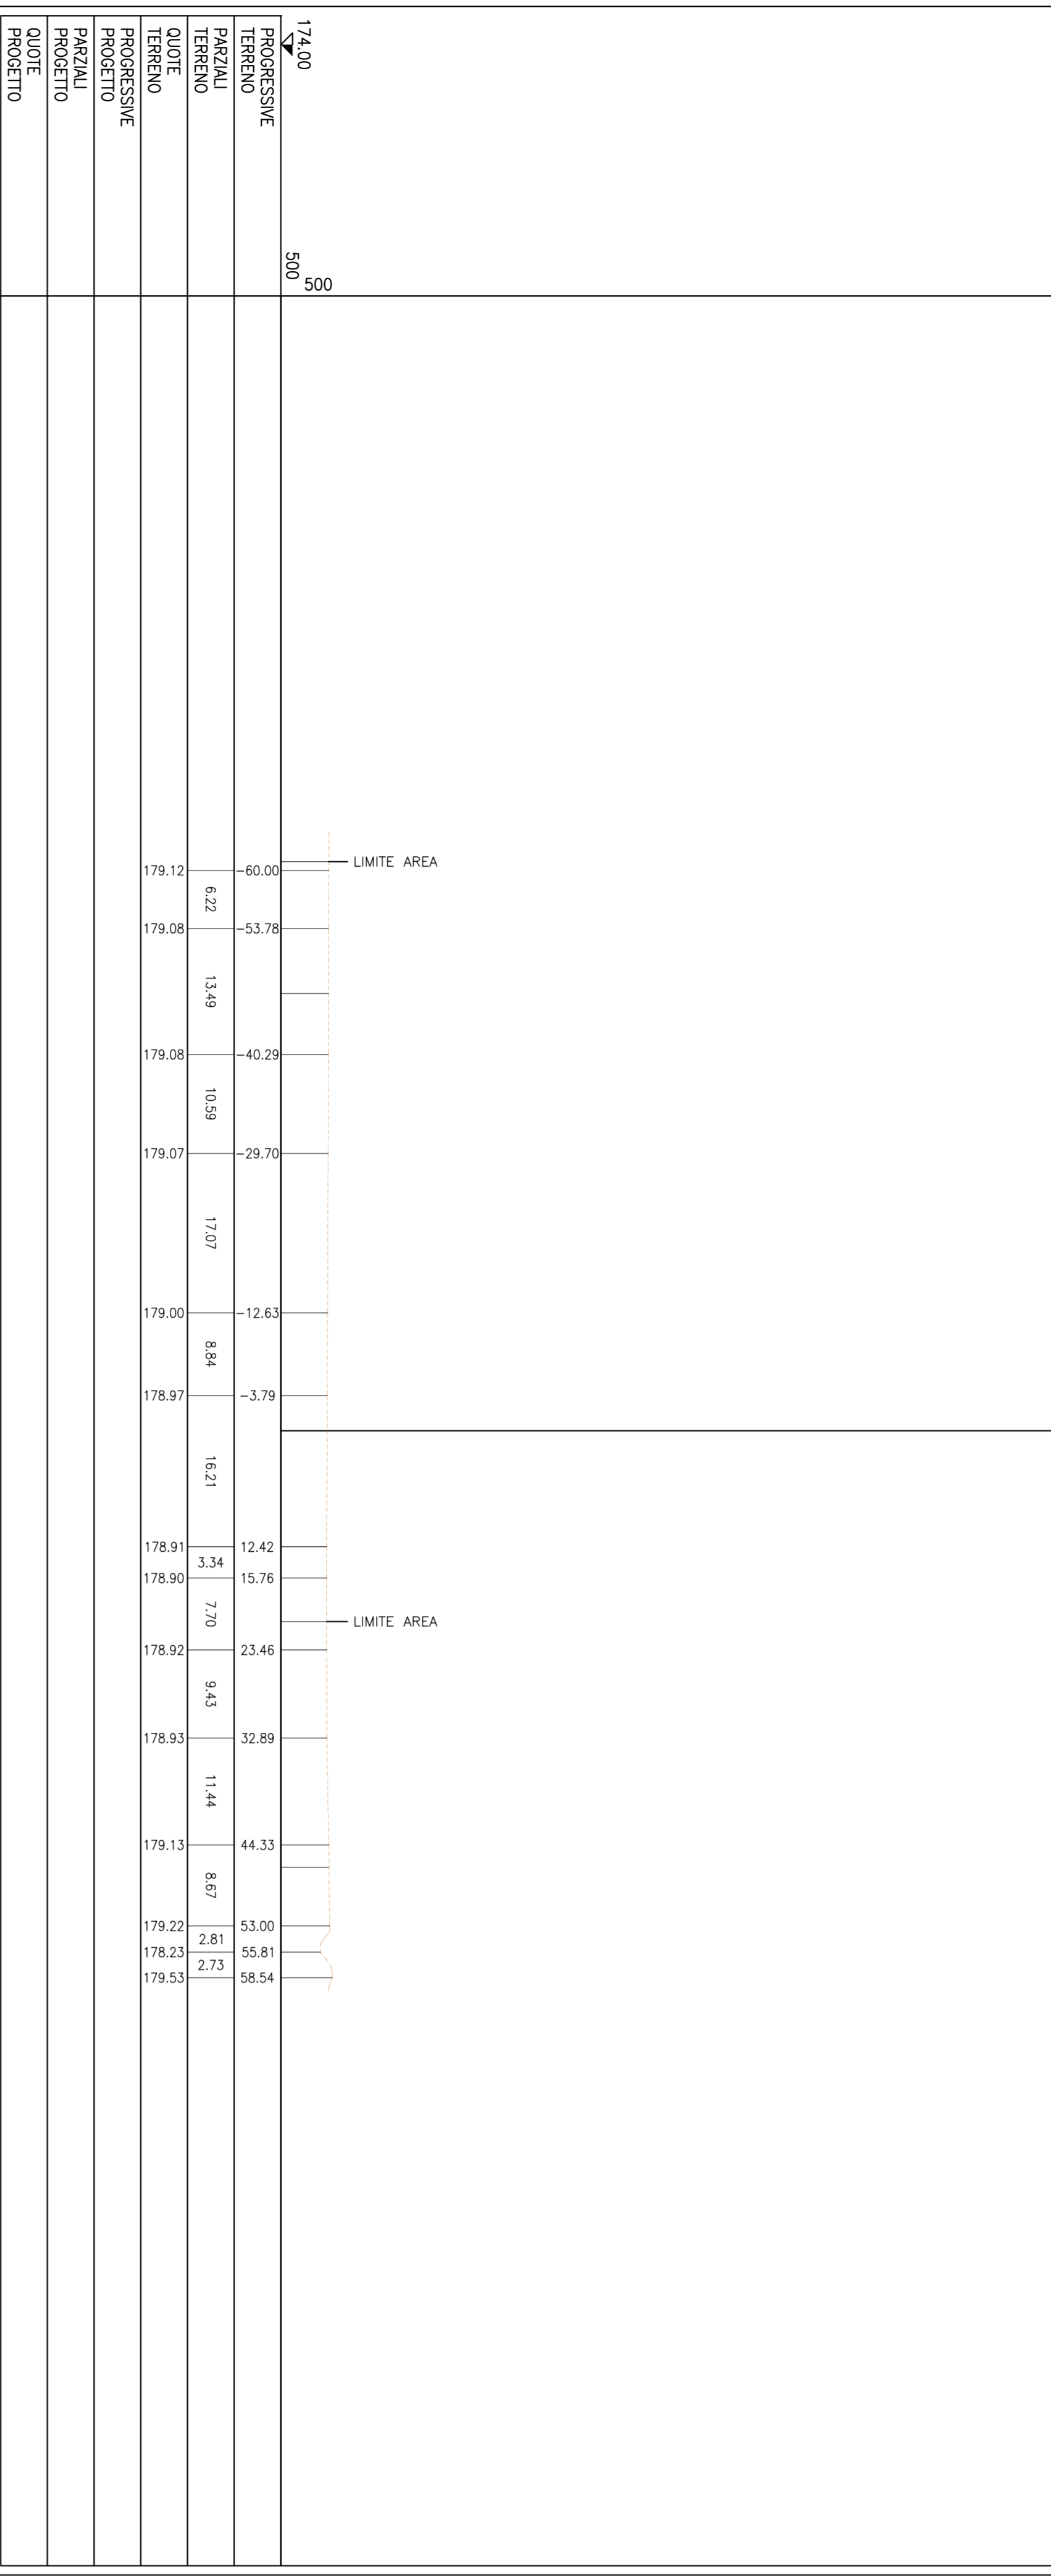 174.00
500
500
PROGRESSIVE
TERRENO
PARZIALI
TERRENO
QUOTE
TERRENO
PROGRESSIVE
PROGETTO
PARZIALI
PROGETTO
QUOTE
PROGETTO
LIMITE AREA
179.12 -60.00
6.22
179.08 -53.78
13.49
179.08 -40.29
10.59
179.07 -29.70
17.07
179.00 -12.63
8.84
178.97 -3.79
16.21
178.91 12.42
3.34
178.90 15.76
7.70
LIMITE AREA
178.92 23.46
9.43
178.93 32.89
11.44
179.13 44.33
8.67
179.22 53.00
2.81
178.23 55.81
2.73
179.53 58.54